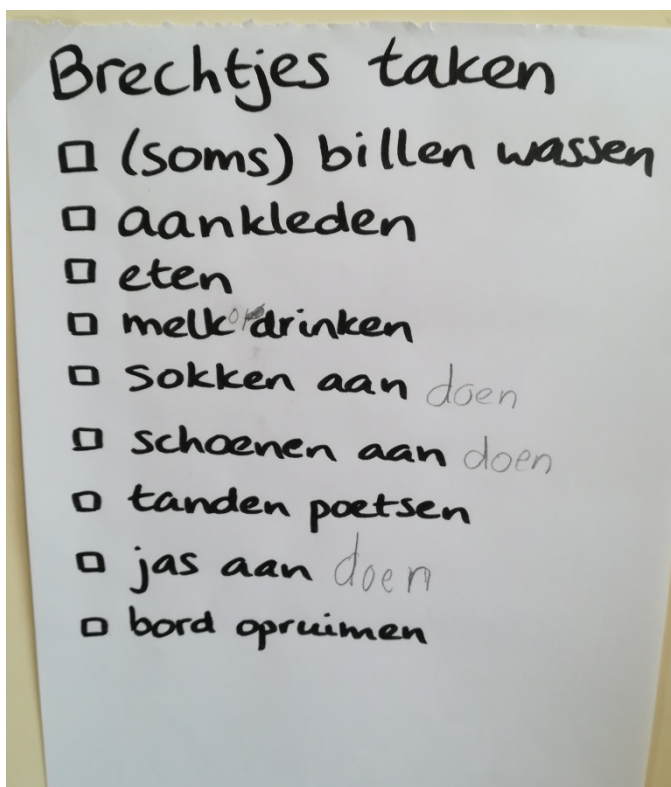 Brechtjes taken
□ (soms) billen wassen
□ aankleden
□ eten
□ melk op drinken
□ sokken aan doen
□ schoenen aan doen
□ tanden poetsen
□ jas aan doen
□ bord opruimen